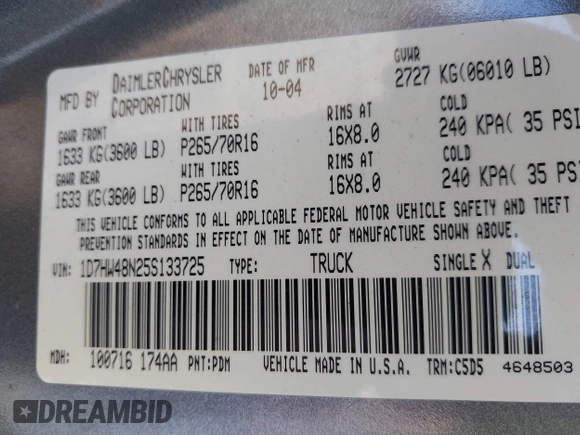 MFD BY DAIMLERCHRYSLER CORPORATION
DATE OF MFR 10-04
GVWR 2727 KG(06010 LB)
GAWR FRONT WITH TIRES RIMS AT COLD
1633 KG(3600 LB) P265/70R16 16X8.0 240 KPA( 35 PSI
GAWR REAR WITH TIRES RIMS AT COLD
1633 KG(3600 LB) P265/70R16 16X8.0 240 KPA( 35 PSI
THIS VEHICLE CONFORMS TO ALL APPLICABLE FEDERAL MOTOR VEHICLE SAFETY AND THEFT
PREVENTION STANDARDS IN EFFECT ON THE DATE OF MANUFACTURE SHOWN ABOVE.
VIN: 1D7HW48N25S133725 TYPE: TRUCK SINGLE X DUAL
MDH: 100716 174AA PNT:PDM VEHICLE MADE IN U.S.A. TRM:C5D5 4648503
DREAMBID